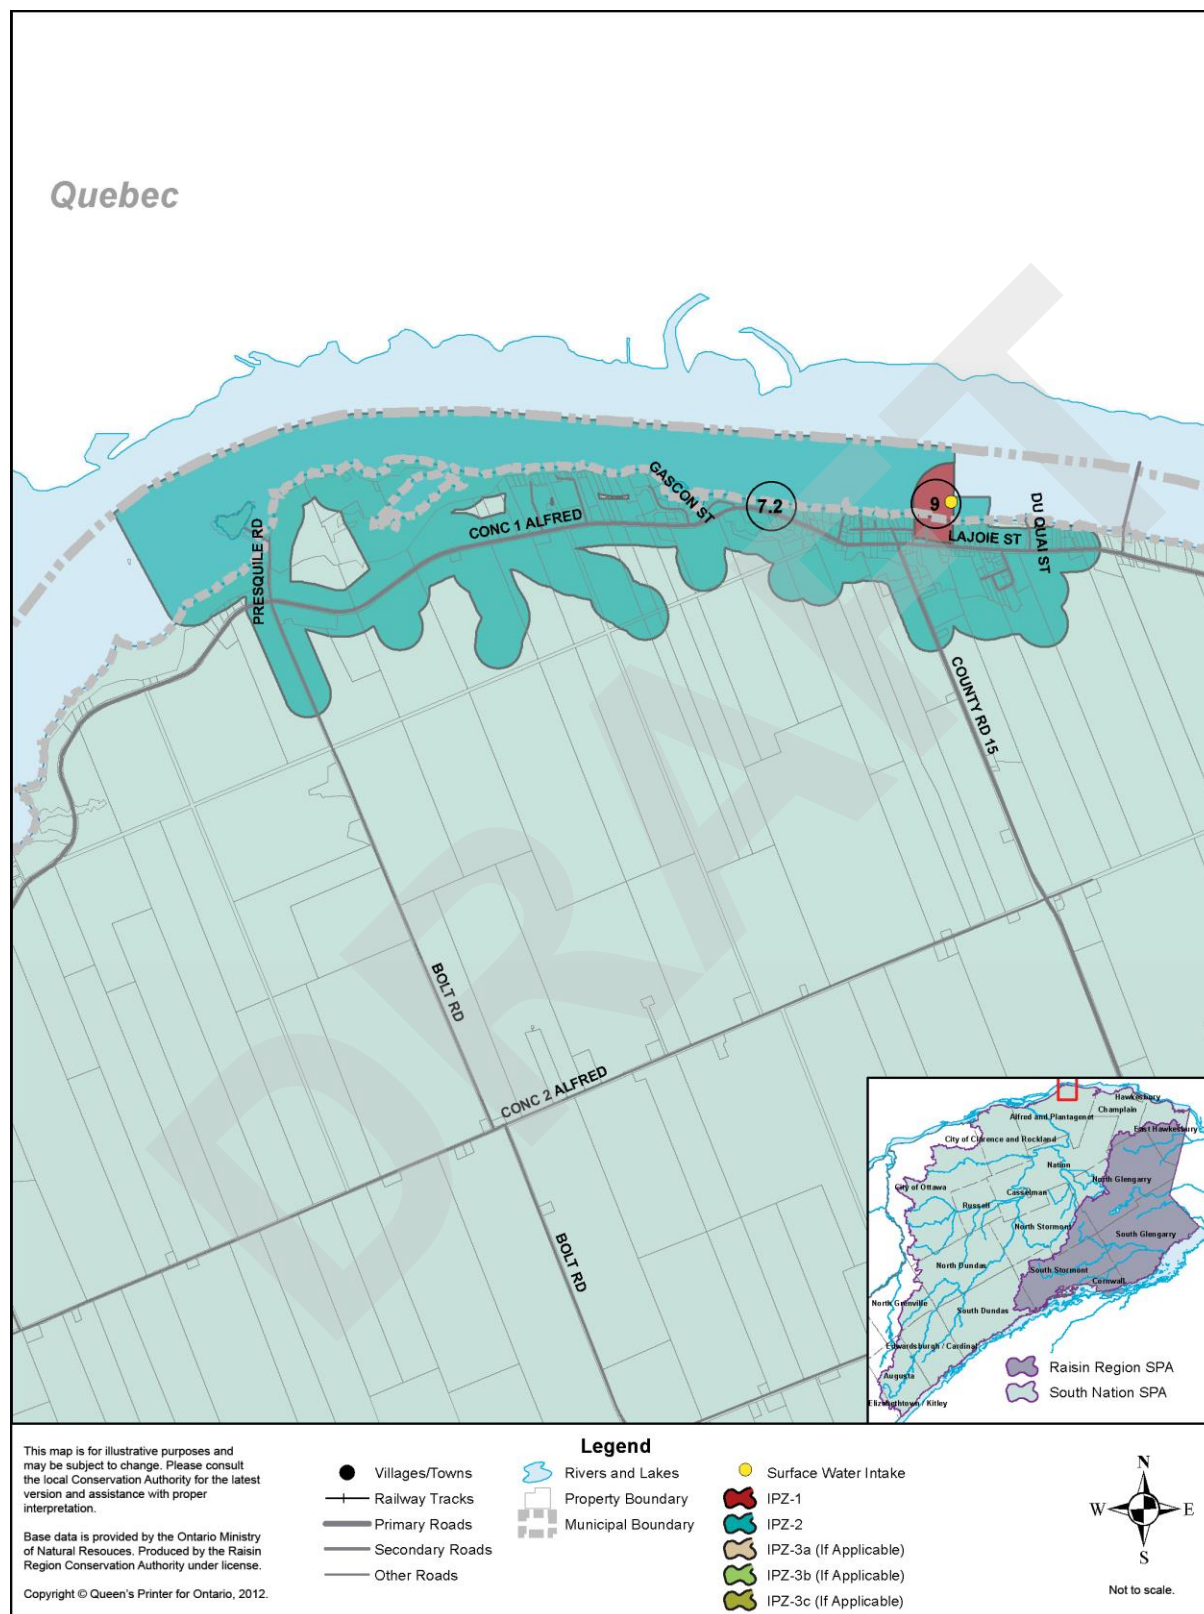 Quebec
GASCON ST
7.2
9
CONC 1 ALFRED
LAJOIE ST
DU QUAI ST
PRESQUILE RD
COUNTY RD 15
BOLT RD
CONC 2 ALFRED
BOLT RD
DRAFT
Hawkesbury
Champlain
Alfred and Plantagenet
East Hawkesbury
City of Clarence and Rockland
Nation
North Glengarry
City of Ottawa
Casselman
Russell
North Stormont
South Glengarry
North Dundas
South Stormont
Cornwall
North Grenville
South Dundas
Edwardsburgh / Cardinal
Augusta
Elizabethtown / Kitley
Raisin Region SPA
South Nation SPA
This map is for illustrative purposes and
may be subject to change. Please consult
the local Conservation Authority for the latest
version and assistance with proper
interpretation.
Base data is provided by the Ontario Ministry
of Natural Resouces. Produced by the Raisin
Region Conservation Authority under license.
Copyright © Queen's Printer for Ontario, 2012.
Legend
Villages/Towns
Railway Tracks
Primary Roads
Secondary Roads
Other Roads
Rivers and Lakes
Property Boundary
Municipal Boundary
Surface Water Intake
IPZ-1
IPZ-2
IPZ-3a (If Applicable)
IPZ-3b (If Applicable)
IPZ-3c (If Applicable)
N
W E
S
Not to scale.